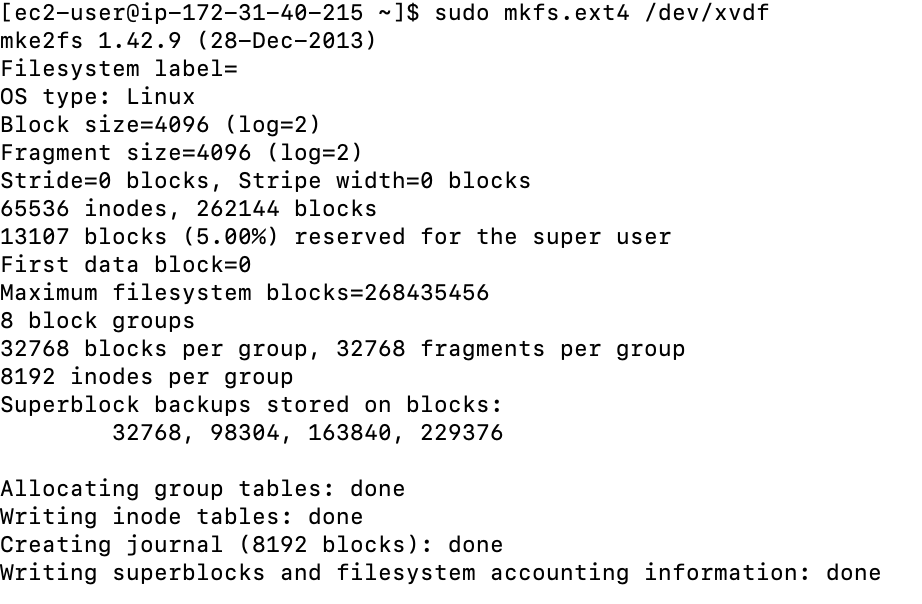 [ec2-user@ip-172-31-40-215 ~]$ sudo mkfs.ext4 /dev/xvdf
mke2fs 1.42.9 (28-Dec-2013)
Filesystem label=
OS type: Linux
Block size=4096 (log=2)
Fragment size=4096 (log=2)
Stride=0 blocks, Stripe width=0 blocks
65536 inodes, 262144 blocks
13107 blocks (5.00%) reserved for the super user
First data block=0
Maximum filesystem blocks=268435456
8 block groups
32768 blocks per group, 32768 fragments per group
8192 inodes per group
Superblock backups stored on blocks:
        32768, 98304, 163840, 229376

Allocating group tables: done
Writing inode tables: done
Creating journal (8192 blocks): done
Writing superblocks and filesystem accounting information: done